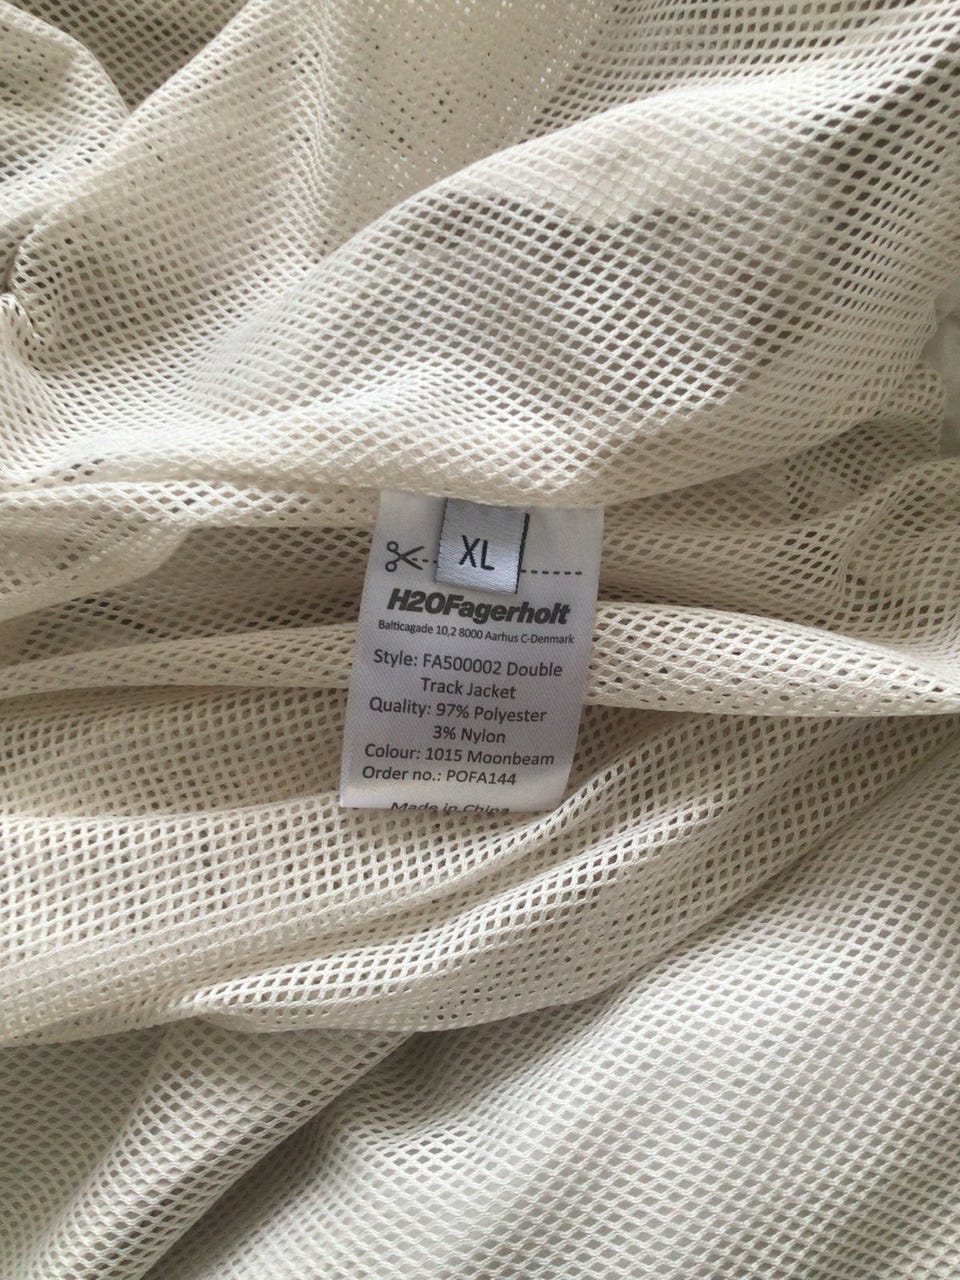 XL
H2OFagerholt
Balticagade 10,2 8000 Aarhus C-Denmark
Style: FA500002 Double
Track Jacket
Quality: 97% Polyester
3% Nylon
Colour: 1015 Moonbeam
Order no.: POFA144
Made in China